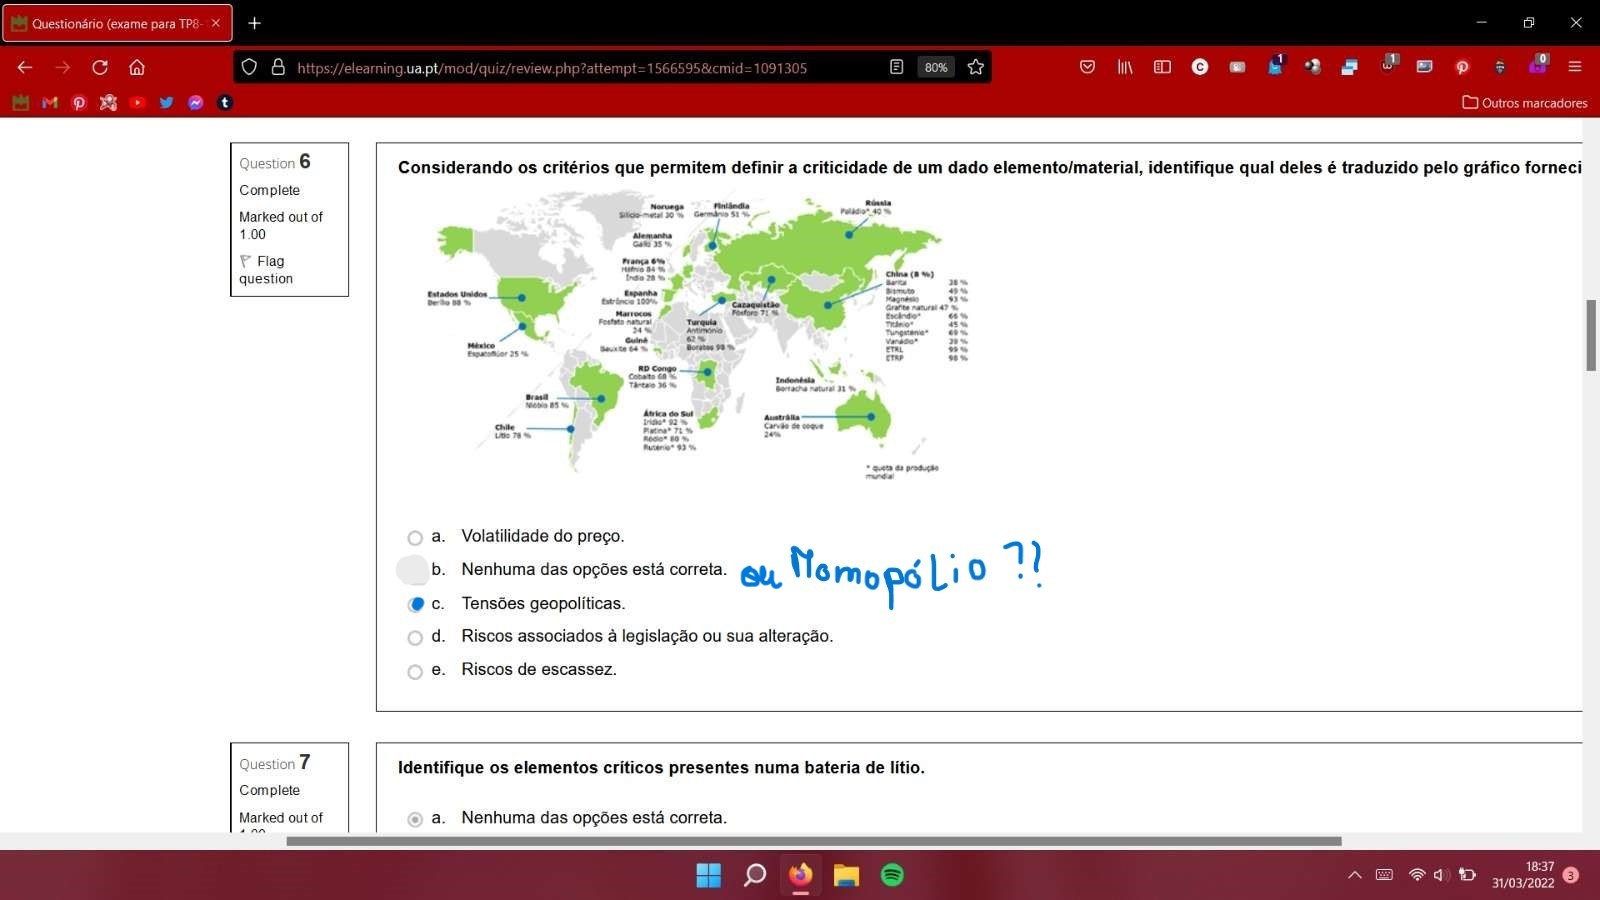 Questionário (exame para TP8-
https://elearning.ua.pt/mod/quiz/review.php?attempt=1566595&cmid=1091305
80%
1
1
0
Outros marcadores
Question 6
Complete
Marked out of
1.00
Flag
question
Considerando os critérios que permitem definir a criticidade de um dado elemento/material, identifique qual deles é traduzido pelo gráfico forneci
Noruega
Silício-metal 30 %
Finlândia
Germânio 51 %
Rússia
Paládio* 40 %
Alemanha
Gálio 35 %
França 6%
Háfnio 84 %
Índio 28 %
Espanha
Estrôncio 100%
Marrocos
Fosfato natural
24 %
Guiné
Bauxite 64 %
Estados Unidos
Berílio 88 %
México
Espatoflúor 25 %
Turquia
Antimónio
62 %
Boratos 98 %
Cazaquistão
Fósforo 71 %
China (8 %)
Barita 38 %
Bismuto 49 %
Magnésio 93 %
Grafite natural 47 %
Escândio* 66 %
Titânio* 45 %
Tungsténio* 69 %
Vanádio* 39 %
ETRL 99 %
ETRP 98 %
RD Congo
Cobalto 68 %
Tântalo 36 %
Indonésia
Borracha natural 31 %
Brasil
Nióbio 85 %
Chile
Lítio 78 %
África do Sul
Irídio* 92 %
Platina* 71 %
Ródio* 80 %
Ruténio* 93 %
Austrália
Carvão de coque
24%
* quota da produção
mundial
a. Volatilidade do preço.
b. Nenhuma das opções está correta. ou Monopólio ??
c. Tensões geopolíticas.
d. Riscos associados à legislação ou sua alteração.
e. Riscos de escassez.
Question 7
Complete
Marked out of
1.00
Identifique os elementos críticos presentes numa bateria de lítio.
a. Nenhuma das opções está correta.
18:37
31/03/2022
3